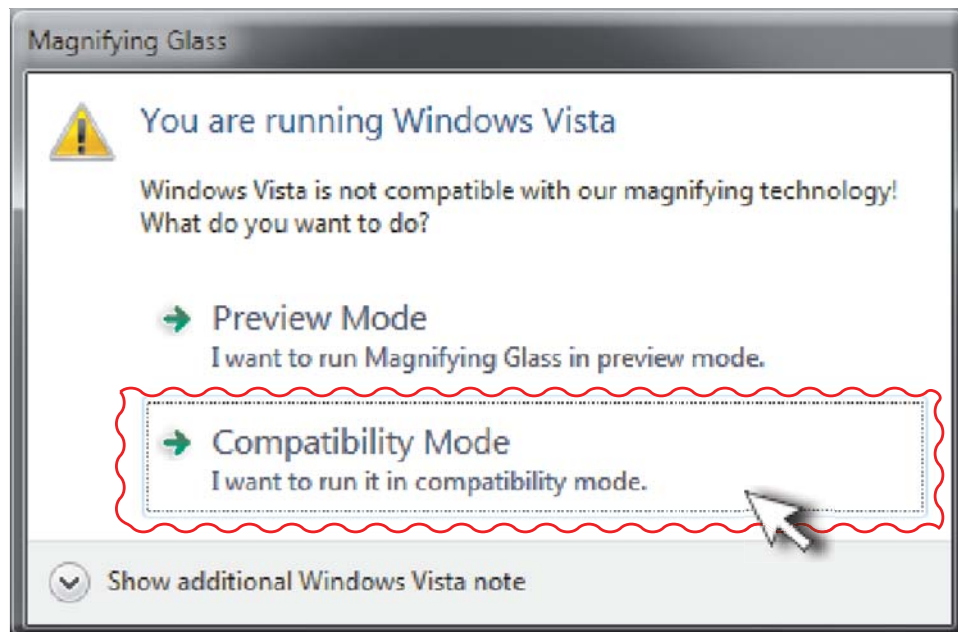 Magnifying Glass
You are running Windows Vista
Windows Vista is not compatible with our magnifying technology!
What do you want to do?
Preview Mode
I want to run Magnifying Glass in preview mode.
Compatibility Mode
I want to run it in compatibility mode.
Show additional Windows Vista note